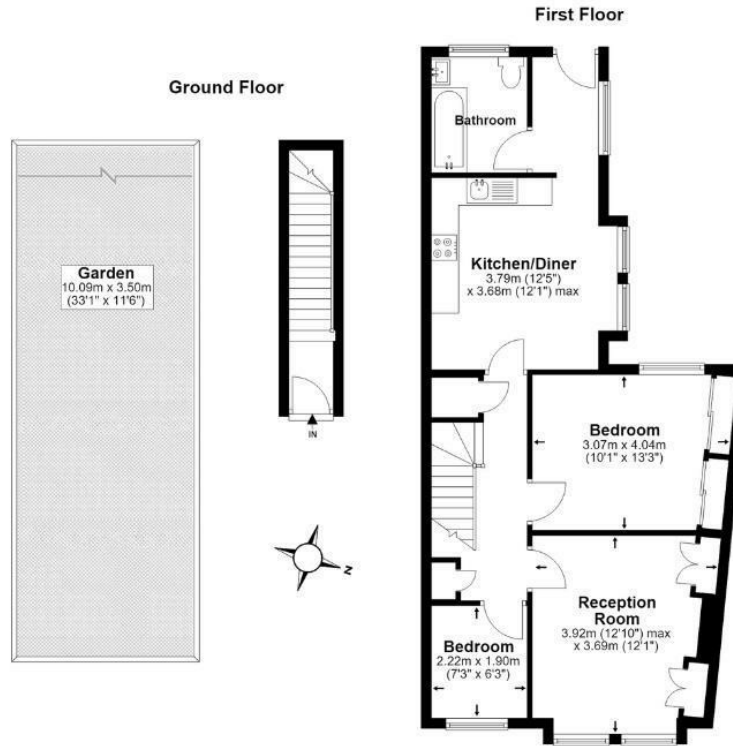 Ground Floor
Garden
10.09m x 3.50m
(33'1" x 11'6")
IN
N
First Floor
Bathroom
Kitchen/Diner
3.79m (12'5")
x 3.68m (12'1") max
Bedroom
3.07m x 4.04m
(10'1" x 13'3")
Reception
Room
3.92m (12'10") max
x 3.69m (12'1")
Bedroom
2.22m x 1.90m
(7'3" x 6'3")